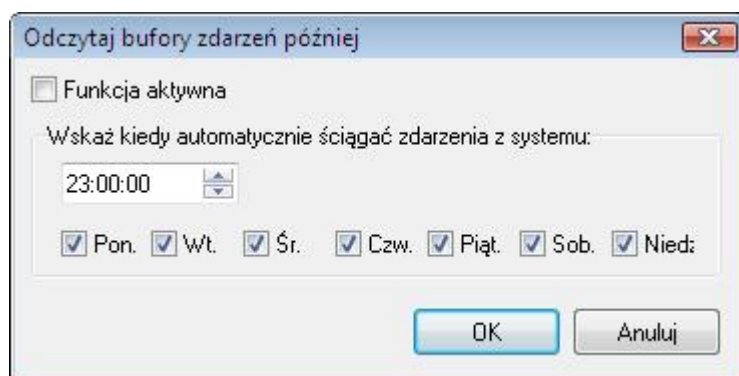 Odczytaj bufory zdarzeń później
Funkcja aktywna
Wskaż kiedy automatycznie ściągać zdarzenia z systemu:
23:00:00
Pon. Wt. Śr. Czw. Piąt. Sob. Niedz
OK Anuluj